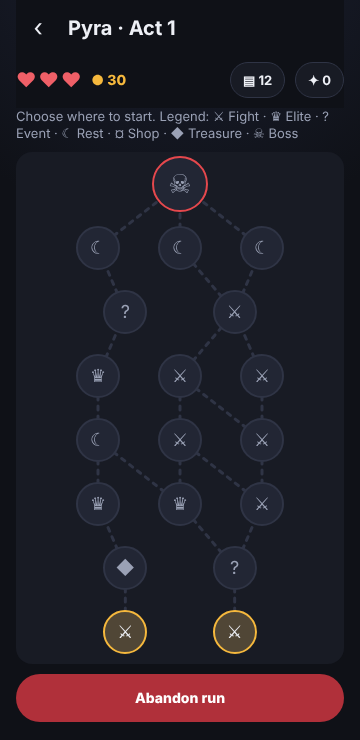 ‹ Pyra · Act 1
30 ▤ 12 ✦ 0
Choose where to start. Legend: ⚔ Fight · ♛ Elite · ?
Event · ☾ Rest · ¤ Shop · ◆ Treasure · ☠ Boss
☠
☾ ☾ ☾
? ⚔
♛ ⚔ ⚔
☾ ⚔ ⚔
♛ ♛ ⚔
◆ ?
⚔ ⚔
Abandon run